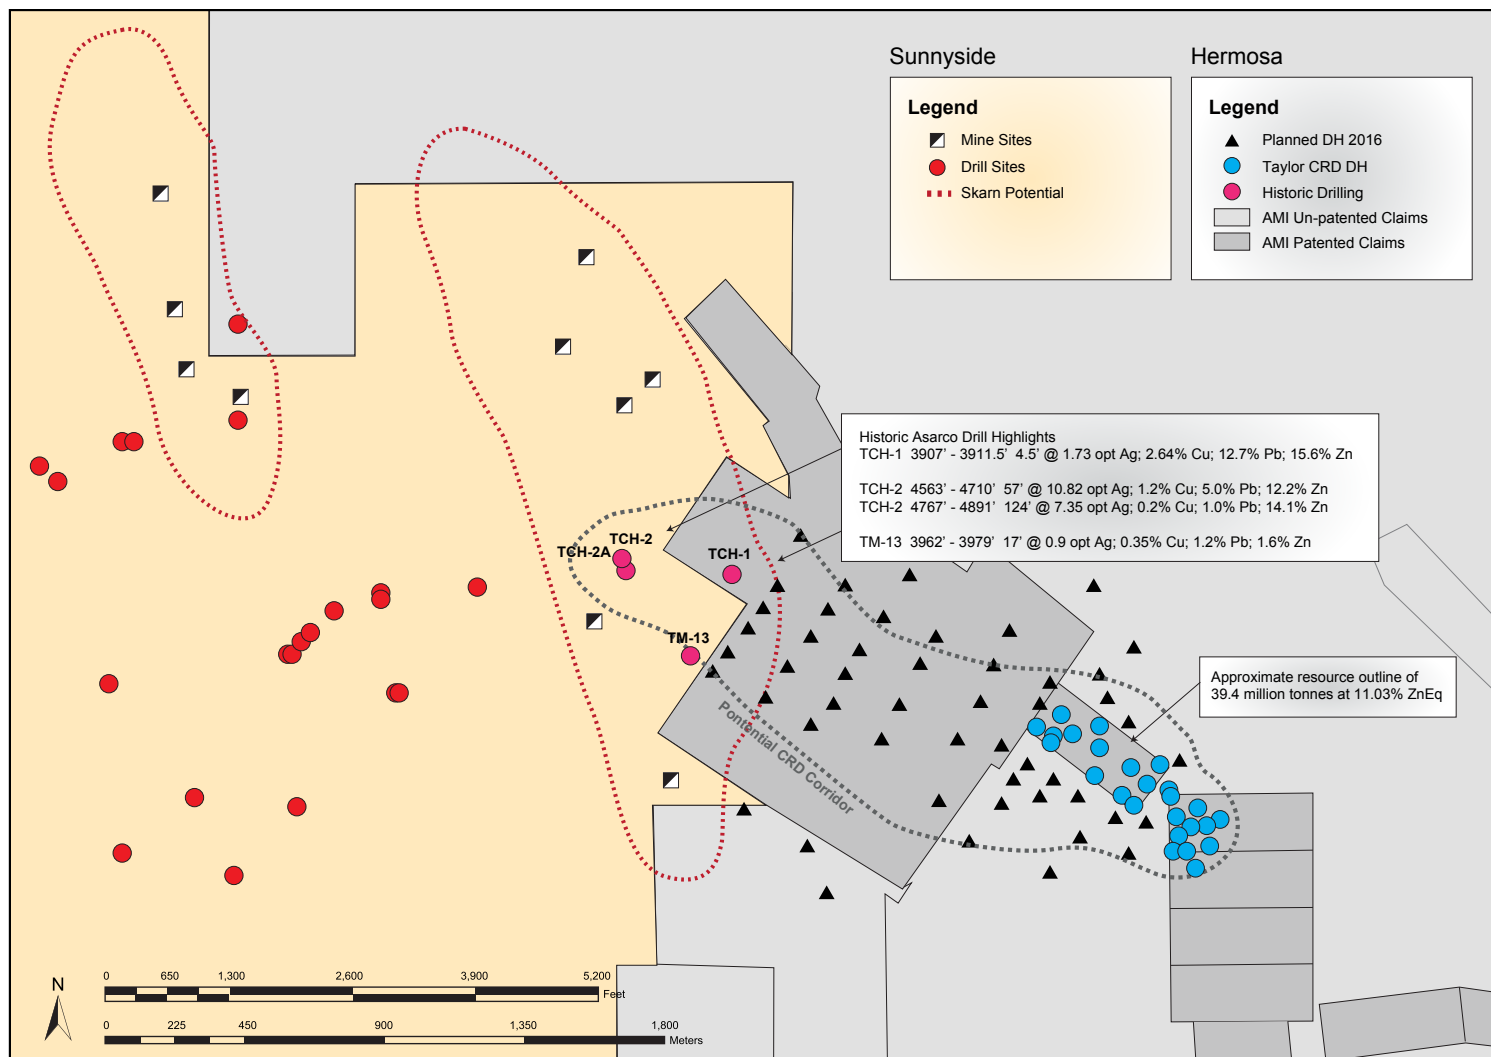 Sunnyside
Legend
Mine Sites
Drill Sites
Skarn Potential
Hermosa
Legend
Planned DH 2016
Taylor CRD DH
Historic Drilling
AMI Un-patented Claims
AMI Patented Claims
Historic Asarco Drill Highlights
TCH-1 3907' - 3911.5' 4.5' @ 1.73 opt Ag; 2.64% Cu; 12.7% Pb; 15.6% Zn
TCH-2 4563' - 4710' 57' @ 10.82 opt Ag; 1.2% Cu; 5.0% Pb; 12.2% Zn
TCH-2 4767' - 4891' 124' @ 7.35 opt Ag; 0.2% Cu; 1.0% Pb; 14.1% Zn
TM-13 3962' - 3979' 17' @ 0.9 opt Ag; 0.35% Cu; 1.2% Pb; 1.6% Zn
TCH-2
TCH-2A
TCH-1
TM-13
Approximate resource outline of
39.4 million tonnes at 11.03% ZnEq
Pontential CRD Corridor
N
0 650 1,300 2,600 3,900 5,200
Feet
0 225 450 900 1,350 1,800
Meters